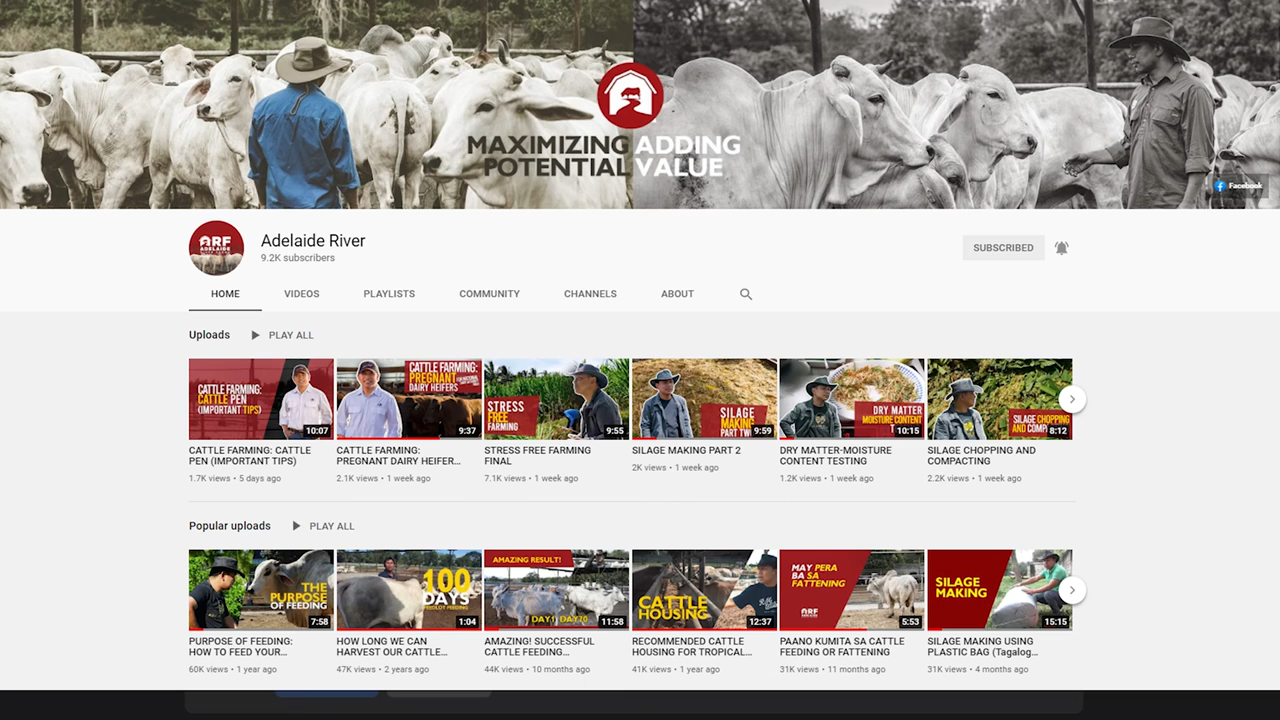 MAXIMIZING ADDING
POTENTIAL VALUE
Facebook
ARF
ADELAIDE
Adelaide River
9.2K subscribers
SUBSCRIBED
HOME VIDEOS PLAYLISTS COMMUNITY CHANNELS ABOUT
Uploads PLAY ALL
CATTLE FARMING:
CATTLE PEN
(IMPORTANT TIPS)
10:07
CATTLE FARMING:
PREGNANT
DAIRY HEIFERS
9:37
STRESS
FREE
FARMING
9:55
SILAGE
MAKING
PART TW
9:59
DRY MATTER
MOISTURE CONTENT
T
10:15
SILAGE CHOPPING
AND COMP
8:12
CATTLE FARMING: CATTLE
PEN (IMPORTANT TIPS)
1.7K views • 5 days ago
CATTLE FARMING:
PREGNANT DAIRY HEIFER...
2.1K views • 1 week ago
STRESS FREE FARMING
FINAL
7.1K views • 1 week ago
SILAGE MAKING PART 2
2K views • 1 week ago
DRY MATTER-MOISTURE
CONTENT TESTING
1.2K views • 1 week ago
SILAGE CHOPPING AND
COMPACTING
2.2K views • 1 week ago
Popular uploads PLAY ALL
THE
PURPOSE
OF FEEDING
7:58
100
DAYS
FEEDLOT FEEDING
1:04
AMAZING RESULT!
DAY1 DAY70
11:58
CATTLE
HOUSING
12:37
MAY PERA
BA SA
FATTENING
ARF
5:53
SILAGE
MAKING
15:15
PURPOSE OF FEEDING:
HOW TO FEED YOUR...
60K views • 1 year ago
HOW LONG WE CAN
HARVEST OUR CATTLE...
47K views • 2 years ago
AMAZING! SUCCESSFUL
CATTLE FEEDING...
44K views • 10 months ago
RECOMMENDED CATTLE
HOUSING FOR TROPICAL...
41K views • 1 year ago
PAANO KUMITA SA CATTLE
FEEDING OR FATTENING
31K views • 11 months ago
SILAGE MAKING USING
PLASTIC BAG (Tagalog...
31K views • 4 months ago